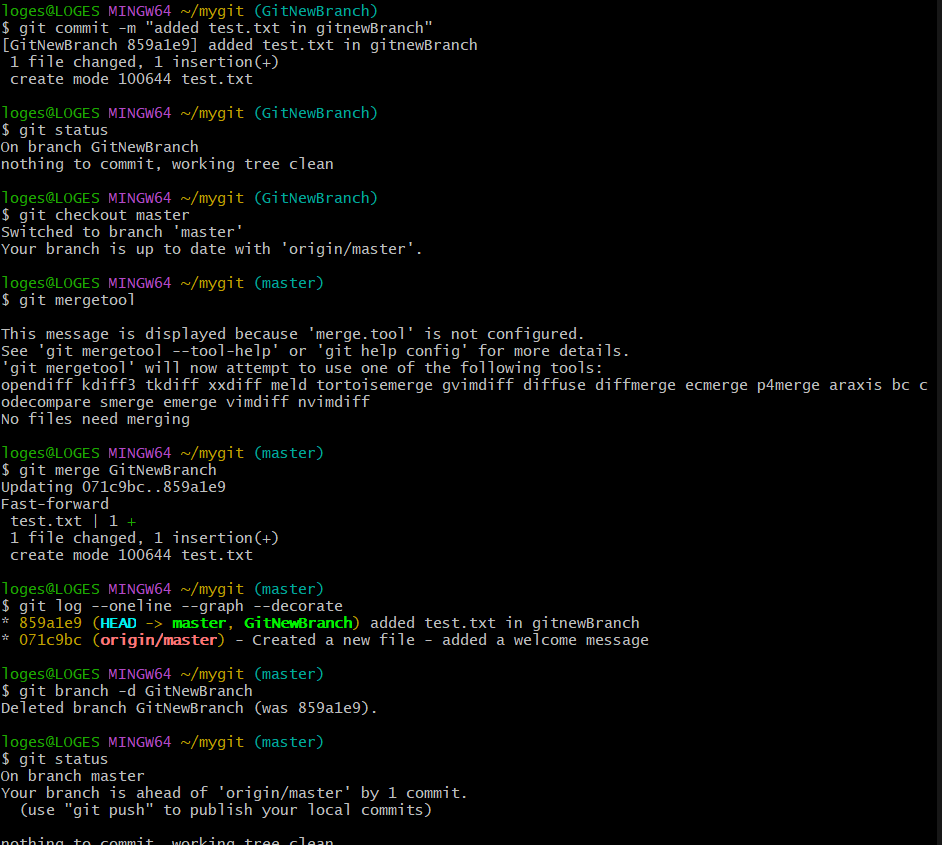 loges@LOGES MINGW64 ~/mygit (GitNewBranch)
$ git commit -m "added test.txt in gitnewBranch"
[GitNewBranch 859a1e9] added test.txt in gitnewBranch
 1 file changed, 1 insertion(+)
 create mode 100644 test.txt

loges@LOGES MINGW64 ~/mygit (GitNewBranch)
$ git status
On branch GitNewBranch
nothing to commit, working tree clean

loges@LOGES MINGW64 ~/mygit (GitNewBranch)
$ git checkout master
Switched to branch 'master'
Your branch is up to date with 'origin/master'.

loges@LOGES MINGW64 ~/mygit (master)
$ git mergetool

This message is displayed because 'merge.tool' is not configured.
See 'git mergetool --tool-help' or 'git help config' for more details.
'git mergetool' will now attempt to use one of the following tools:
opendiff kdiff3 tkdiff xxdiff meld tortoisemerge gvimdiff diffuse diffmerge ecmerge p4merge araxis bc c
odecompare smerge emerge vimdiff nvimdiff
No files need merging

loges@LOGES MINGW64 ~/mygit (master)
$ git merge GitNewBranch
Updating 071c9bc..859a1e9
Fast-forward
 test.txt | 1 +
 1 file changed, 1 insertion(+)
 create mode 100644 test.txt

loges@LOGES MINGW64 ~/mygit (master)
$ git log --oneline --graph --decorate
* 859a1e9 (HEAD -> master, GitNewBranch) added test.txt in gitnewBranch
* 071c9bc (origin/master) - Created a new file - added a welcome message

loges@LOGES MINGW64 ~/mygit (master)
$ git branch -d GitNewBranch
Deleted branch GitNewBranch (was 859a1e9).

loges@LOGES MINGW64 ~/mygit (master)
$ git status
On branch master
Your branch is ahead of 'origin/master' by 1 commit.
  (use "git push" to publish your local commits)

nothing to commit, working tree clean